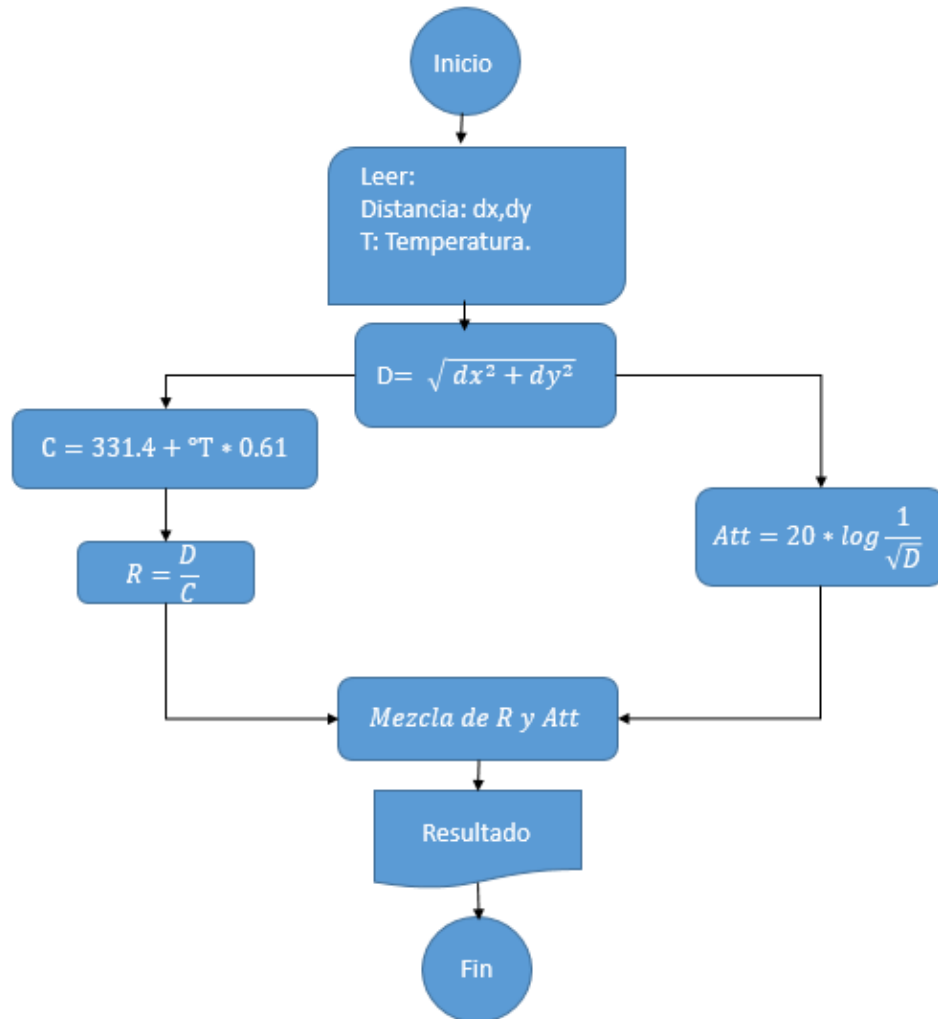 Inicio
Leer:
Distancia: dx,dy
T: Temperatura.
D= √(dx² + dy²)
C = 331.4 + °T * 0.61
R = D/C
Att = 20 * log 1/√D
Mezcla de R y Att
Resultado
Fin